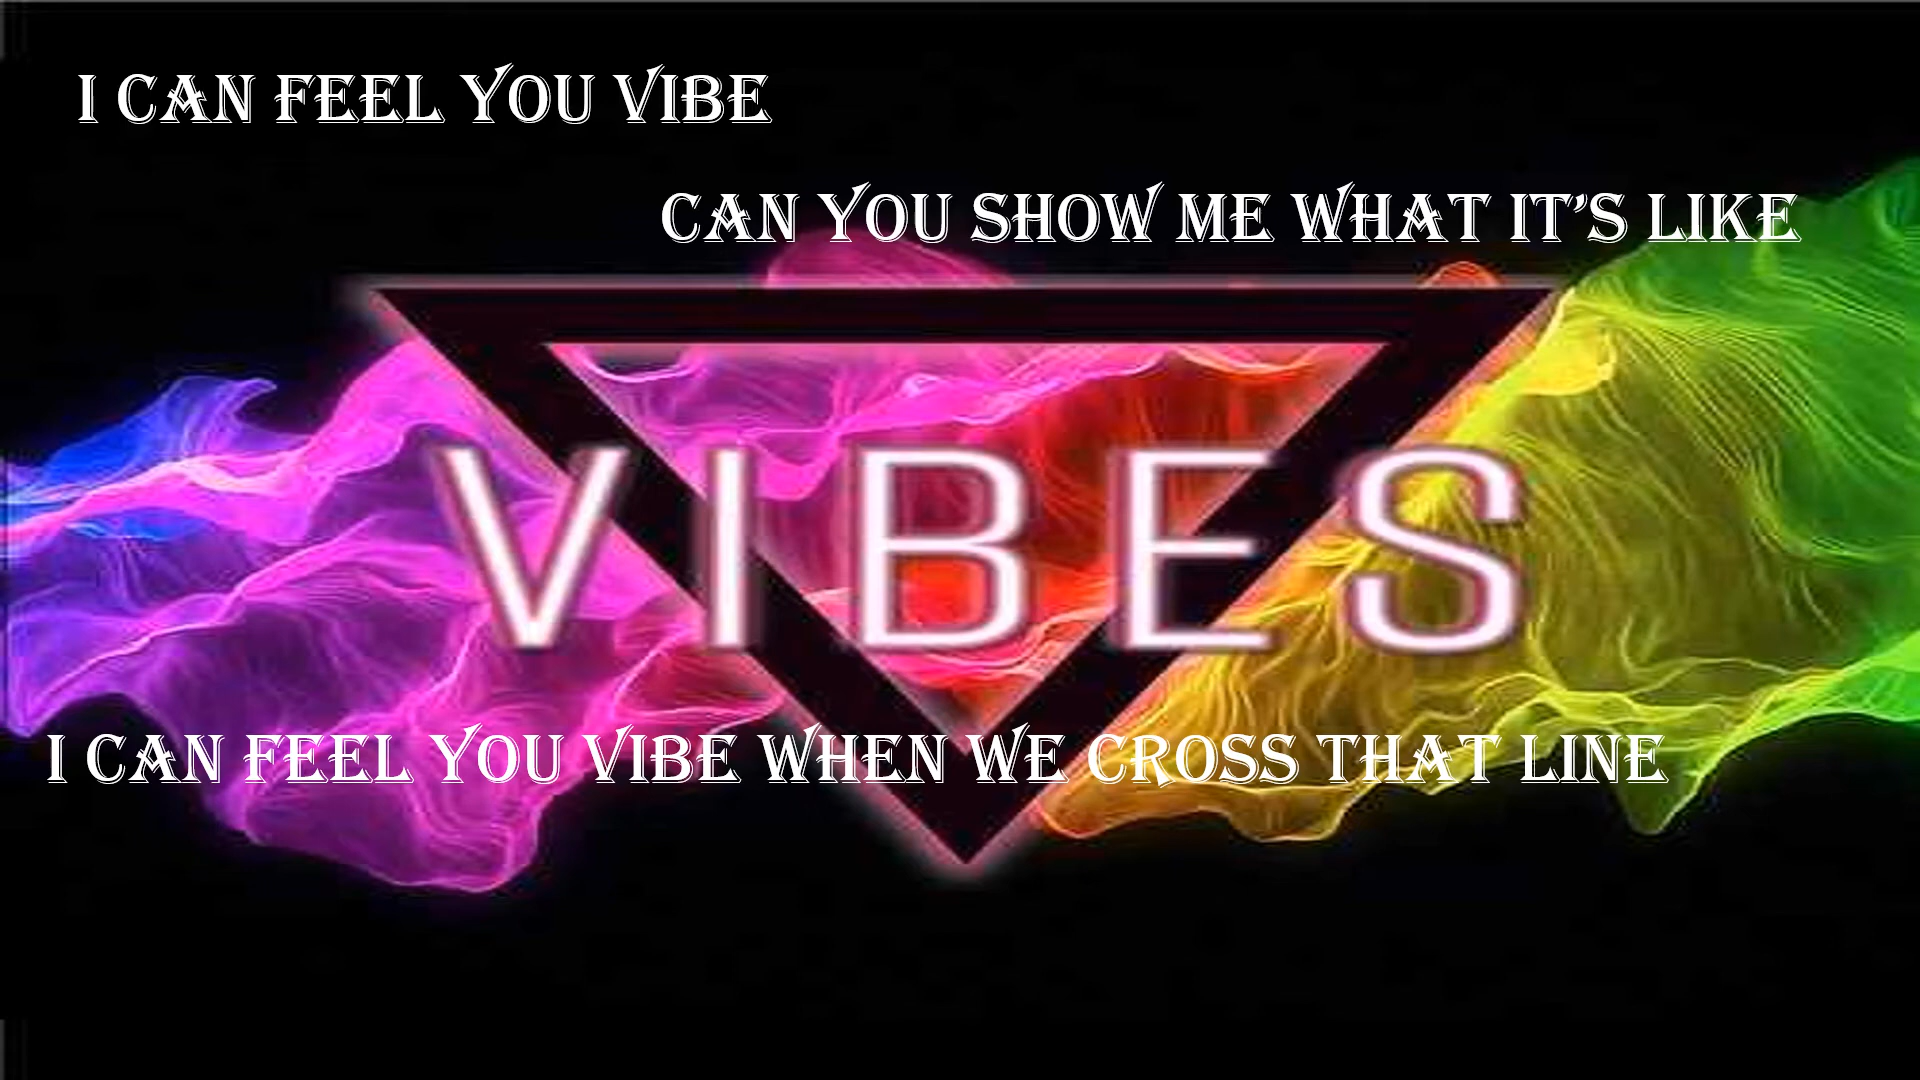 I CAN FEEL YOU VIBE
CAN YOU SHOW ME WHAT IT’S LIKE
VIBES
I CAN FEEL YOU VIBE WHEN WE CROSS THAT LINE